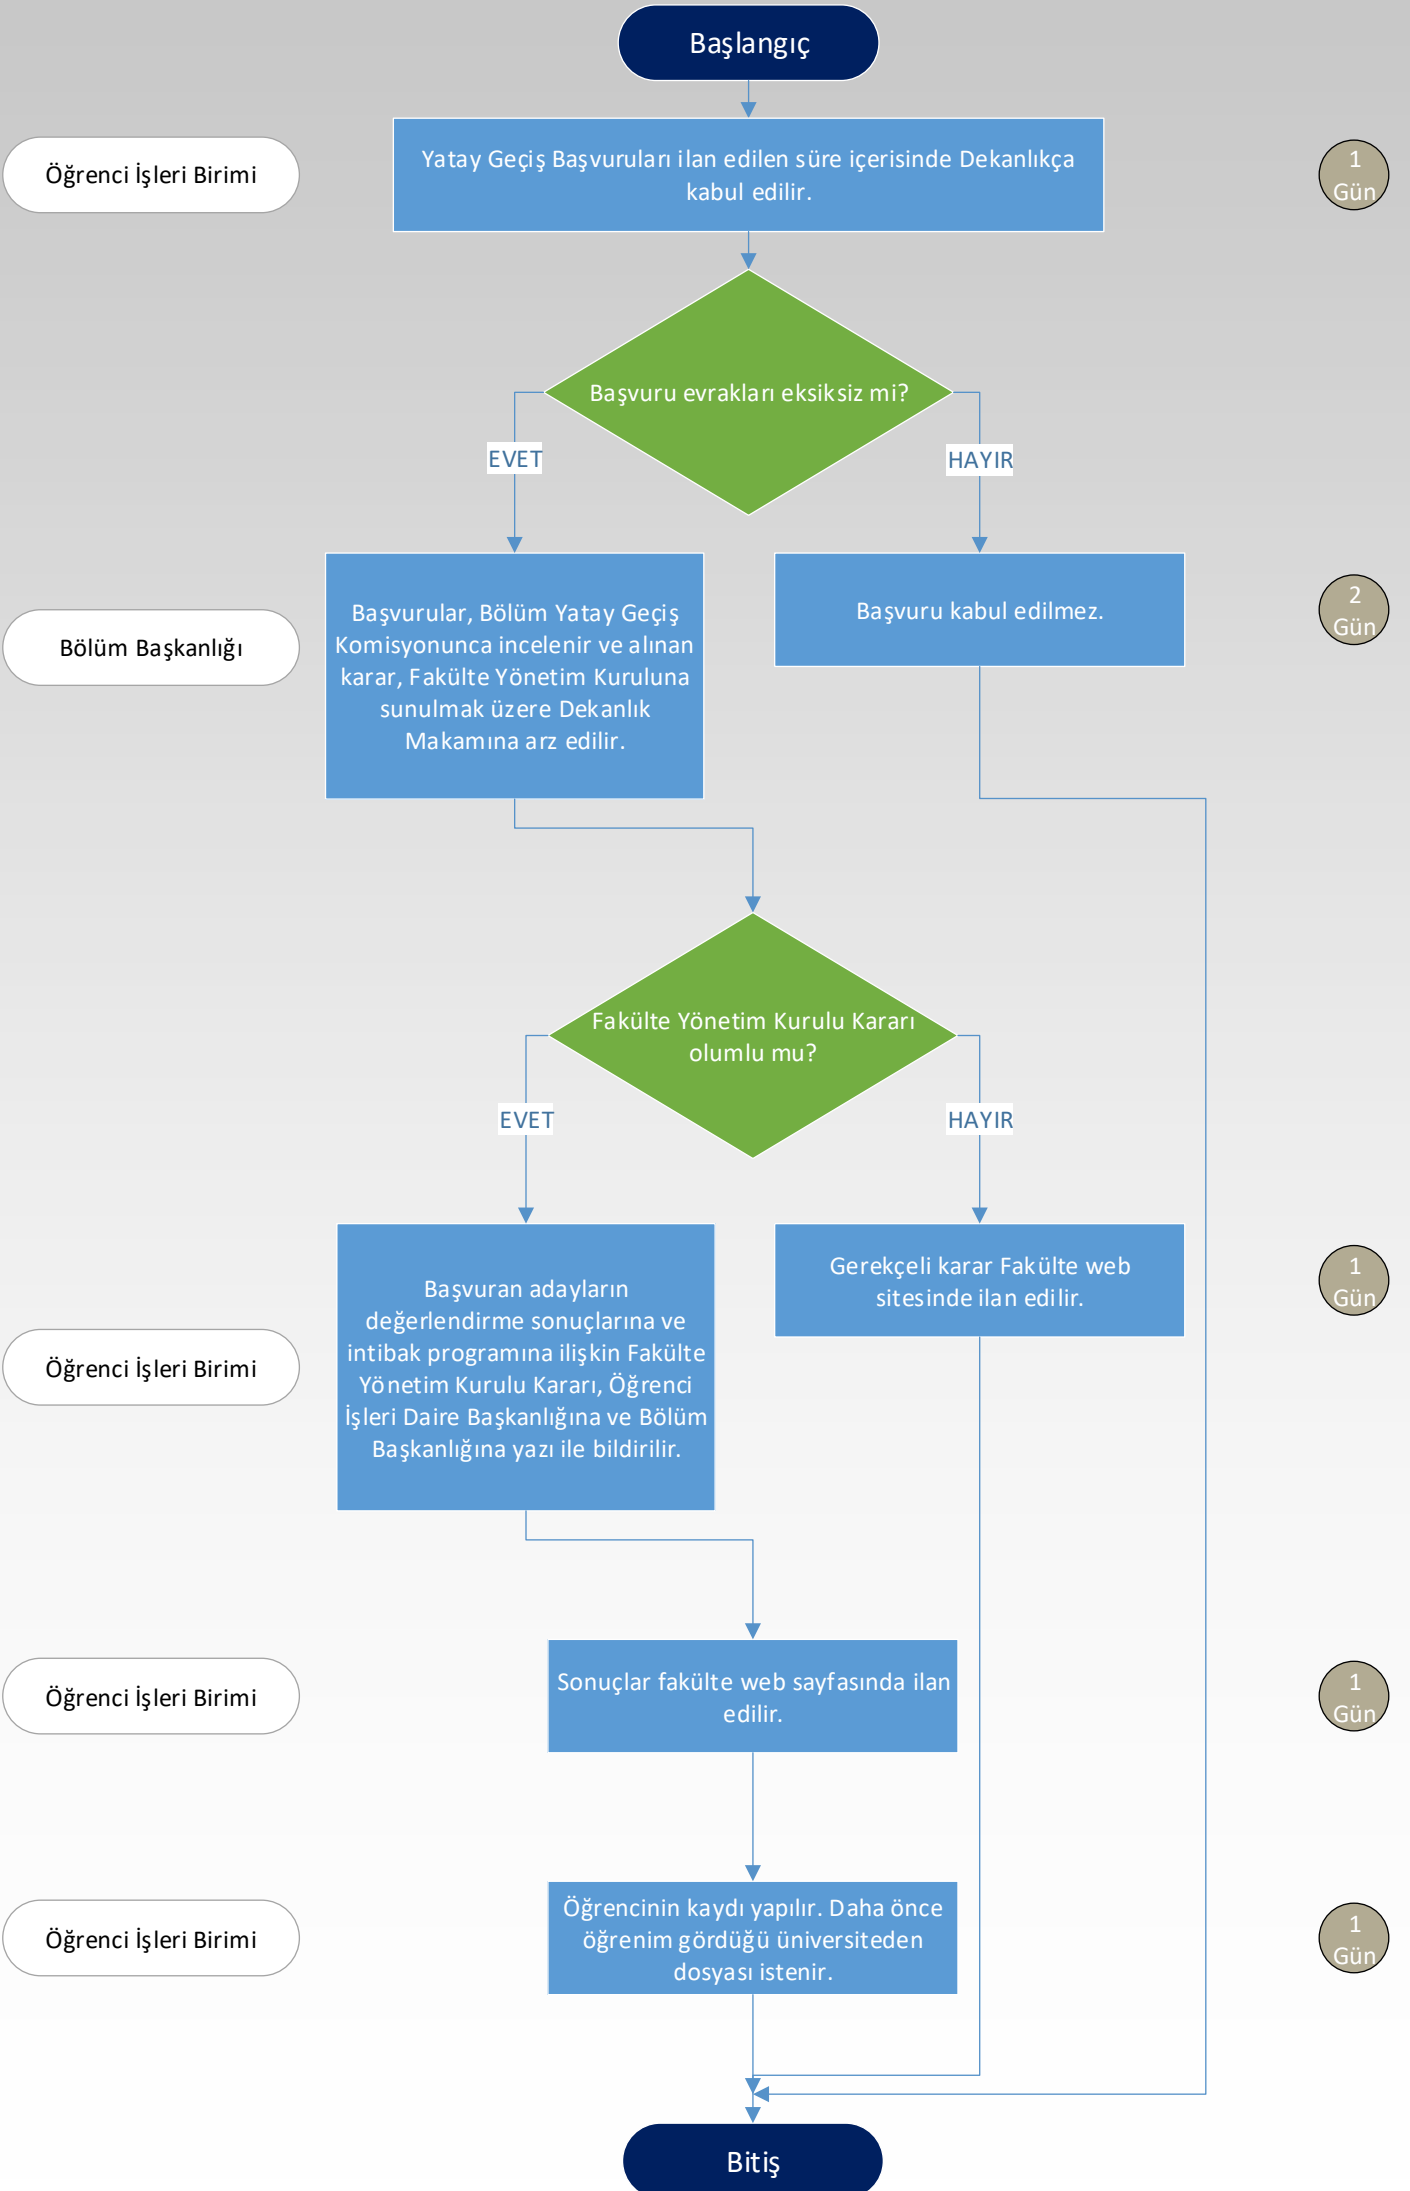 Başlangıç
Öğrenci İşleri Birimi
Yatay Geçiş Başvuruları ilan edilen süre içerisinde Dekanlıkça
kabul edilir.
1
Gün
Başvuru evrakları eksiksiz mi?
EVET
HAYIR
Bölüm Başkanlığı
Başvurular, Bölüm Yatay Geçiş
Komisyonunca incelenir ve alınan
karar, Fakülte Yönetim Kuruluna
sunulmak üzere Dekanlık
Makamına arz edilir.
Başvuru kabul edilmez.
2
Gün
Fakülte Yönetim Kurulu Kararı
olumlu mu?
EVET
HAYIR
Öğrenci İşleri Birimi
Başvuran adayların
değerlendirme sonuçlarına ve
intibak programına ilişkin Fakülte
Yönetim Kurulu Kararı, Öğrenci
İşleri Daire Başkanlığına ve Bölüm
Başkanlığına yazı ile bildirilir.
Gerekçeli karar Fakülte web
sitesinde ilan edilir.
1
Gün
Öğrenci İşleri Birimi
Sonuçlar fakülte web sayfasında ilan
edilir.
1
Gün
Öğrenci İşleri Birimi
Öğrencinin kaydı yapılır. Daha önce
öğrenim gördüğü üniversiteden
dosyası istenir.
1
Gün
Bitiş